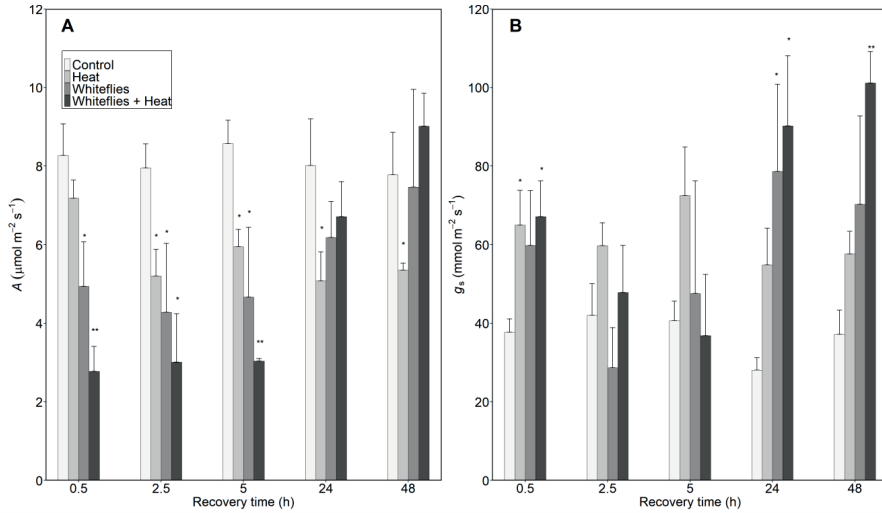 A
B
Control
Heat
Whiteflies
Whiteflies + Heat
12
10
8
6
4
2
0
A (μmol m⁻² s⁻¹)
* ** * * * * * ** * *
0.5 2.5 5 24 48
Recovery time (h)
120
100
80
60
40
20
0
gₛ (mmol m⁻² s⁻¹)
* * * * **
0.5 2.5 5 24 48
Recovery time (h)